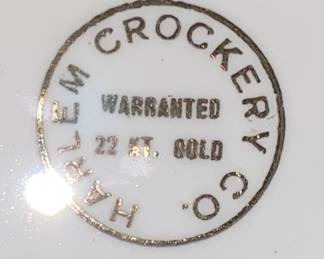 HARLEM CROCKERY CO.
WARRANTED
22 KT. GOLD